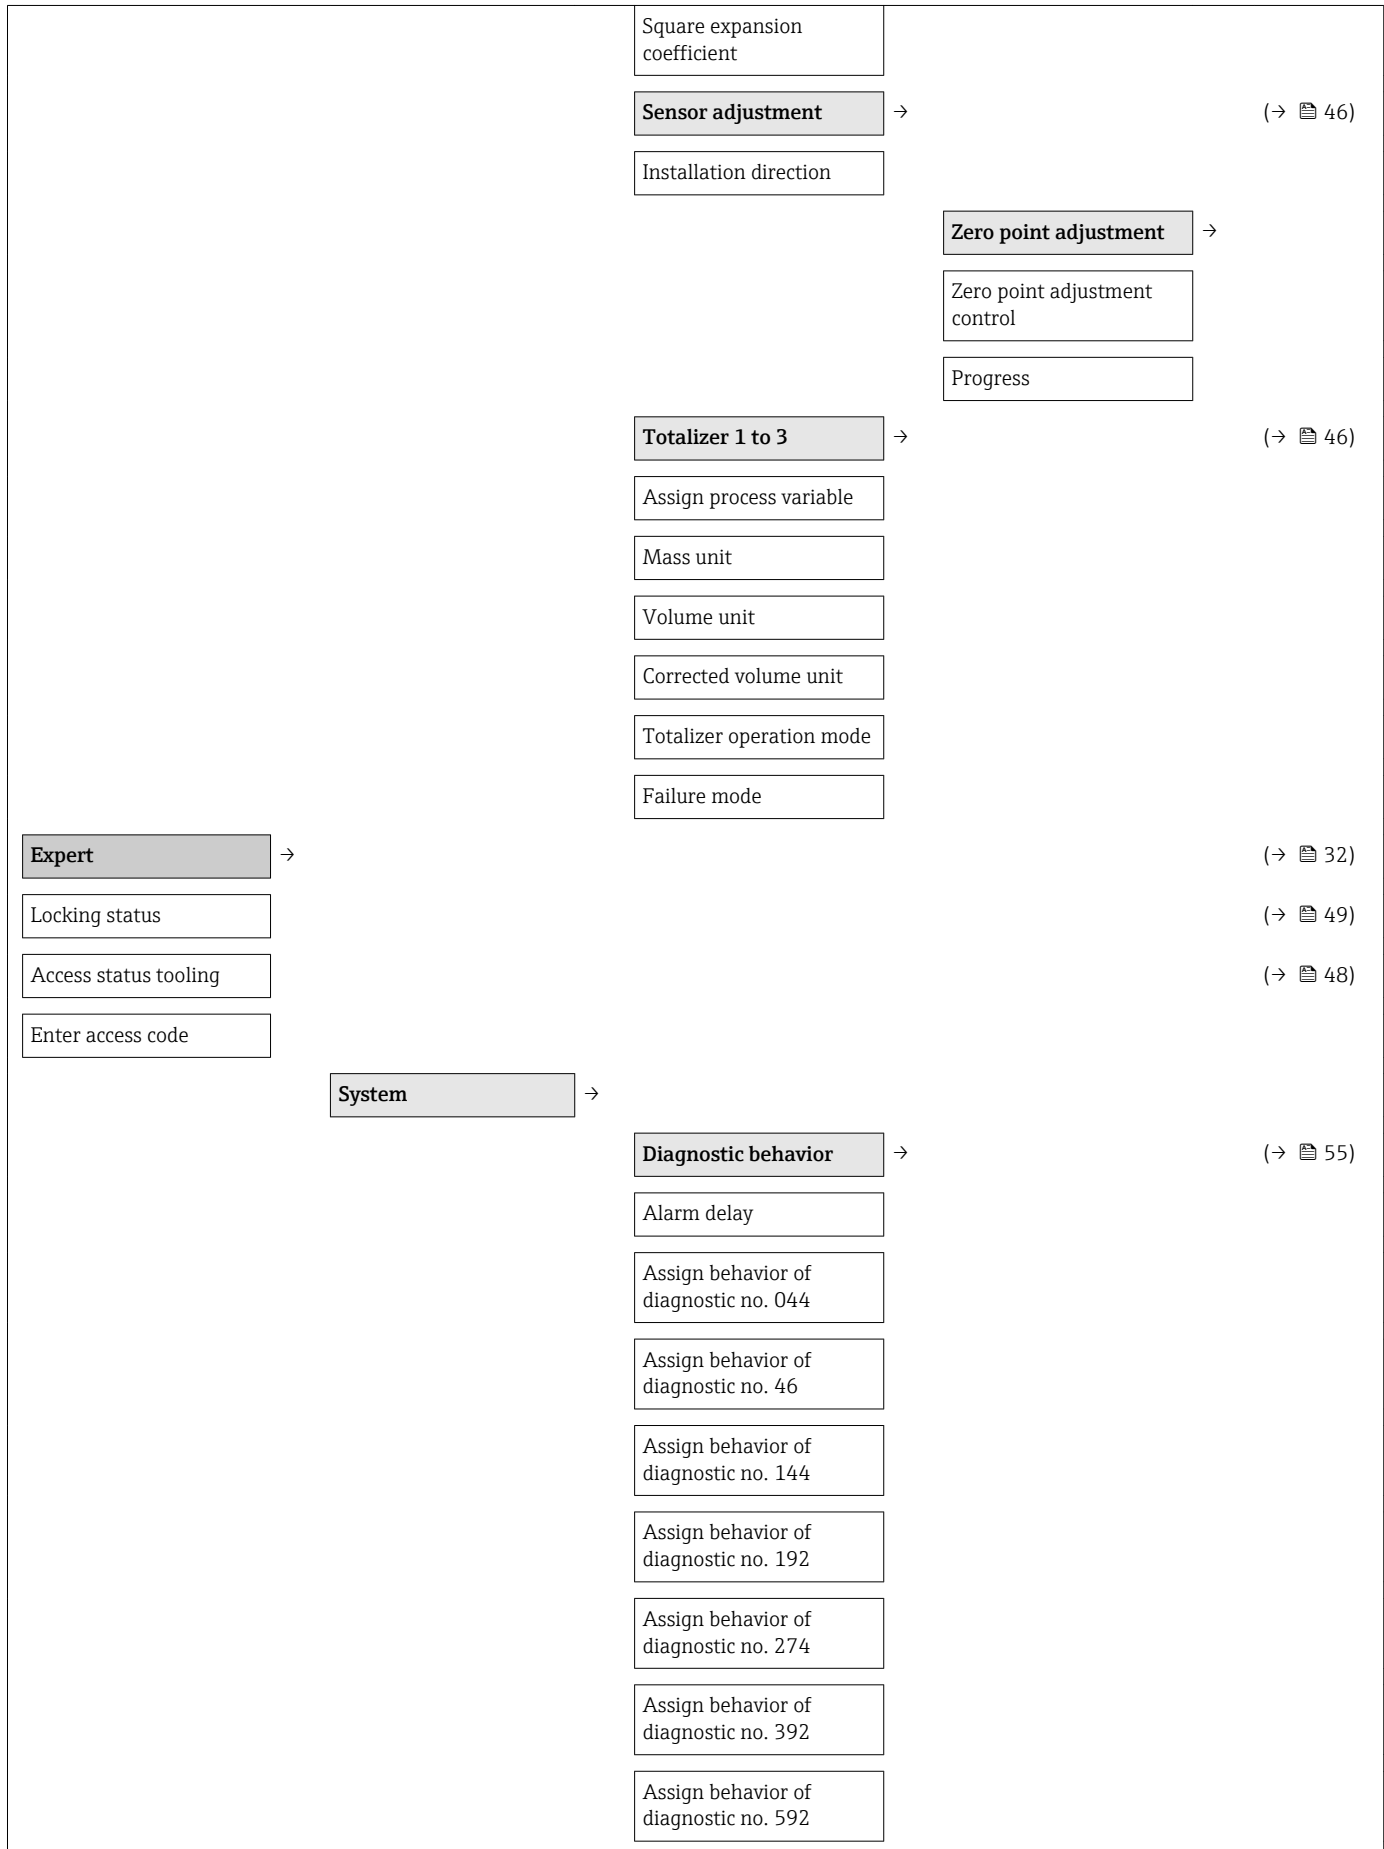 Square expansion
coefficient
Sensor adjustment → (→ 46)
Installation direction
Zero point adjustment →
Zero point adjustment
control
Progress
Totalizer 1 to 3 → (→ 46)
Assign process variable
Mass unit
Volume unit
Corrected volume unit
Totalizer operation mode
Failure mode
Expert → (→ 32)
Locking status (→ 49)
Access status tooling (→ 48)
Enter access code
System →
Diagnostic behavior → (→ 55)
Alarm delay
Assign behavior of
diagnostic no. 044
Assign behavior of
diagnostic no. 46
Assign behavior of
diagnostic no. 144
Assign behavior of
diagnostic no. 192
Assign behavior of
diagnostic no. 274
Assign behavior of
diagnostic no. 392
Assign behavior of
diagnostic no. 592